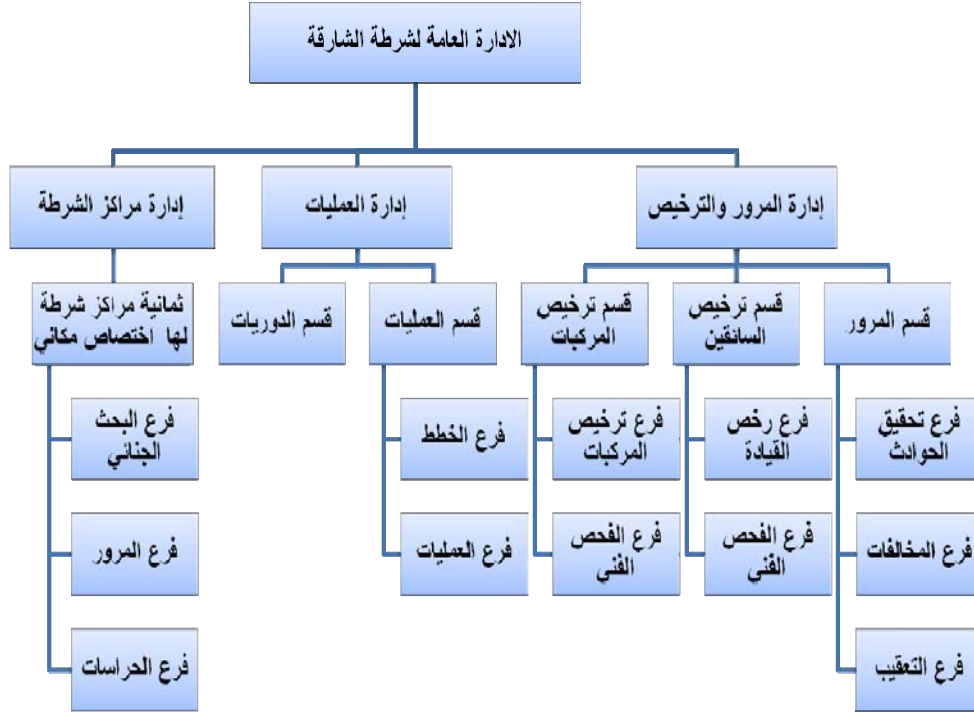 الادارة العامة لشرطة الشارقة
إدارة المرور والترخيص
إدارة العمليات
إدارة مراكز الشرطة
قسم المرور
قسم ترخيص
السائقين
قسم ترخيص
المركبات
قسم العمليات
قسم الدوريات
ثمانية مراكز شرطة
لها اختصاص مكاني
فرع تحقيق
الحوادث
فرع رخص
القيادة
فرع ترخيص
المركبات
فرع الخطط
فرع البحث
الجنائي
فرع المخالفات
فرع الفحص
الفني
فرع الفحص
الفني
فرع العمليات
فرع المرور
فرع التعقيب
فرع الحراسات